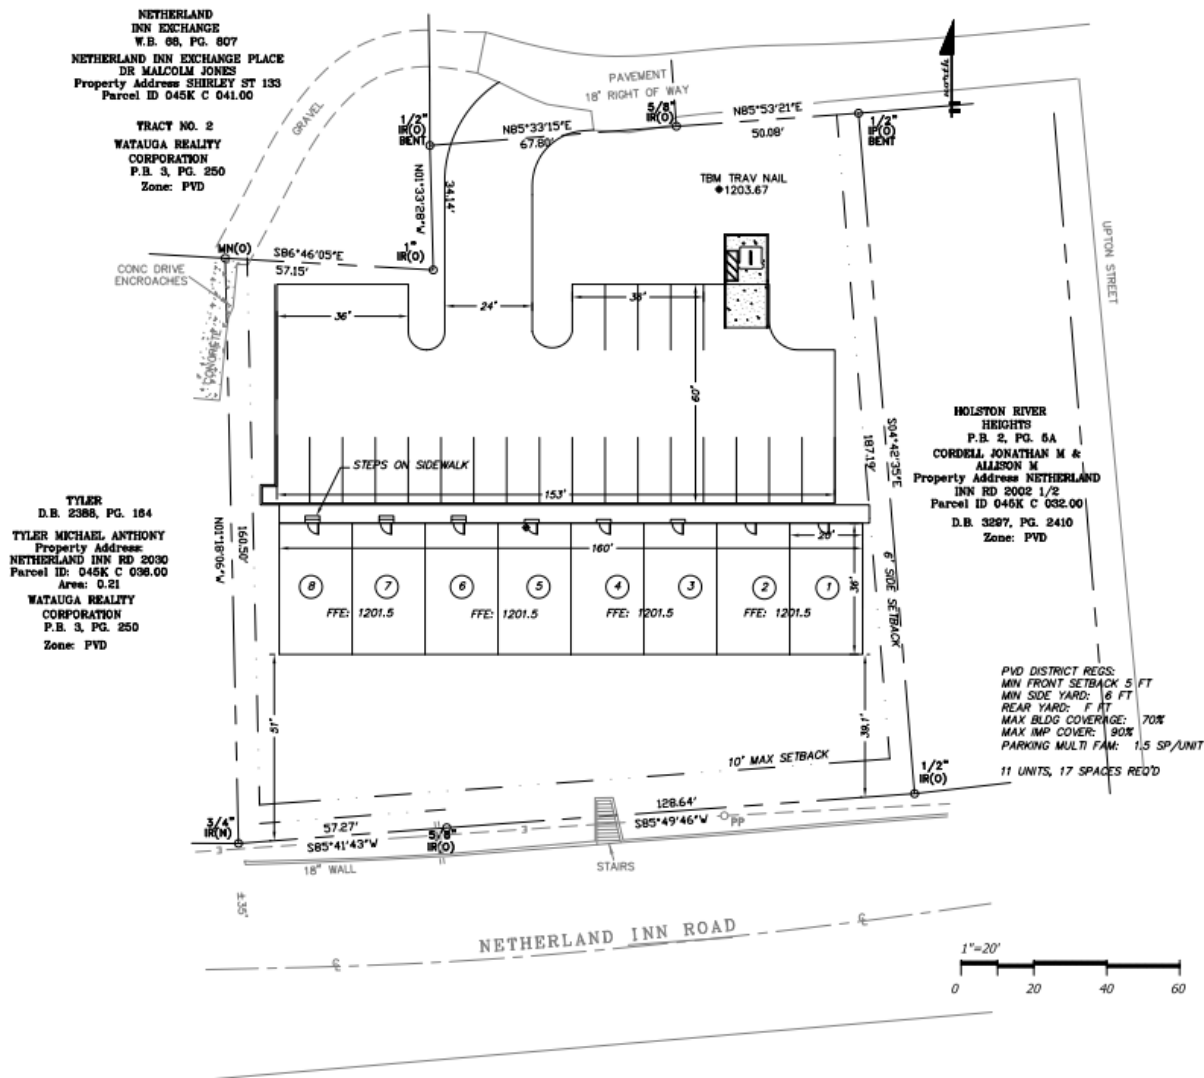 NETHERLAND
INN EXCHANGE
W.B. 68, PG. 607
NETHERLAND INN EXCHANGE PLACE
DR MALCOLM JONES
Property Address SHIRLEY ST 133
Parcel ID 045K C 041.00
TRACT NO. 2
WATAUGA REALITY
CORPORATION
P.B. 3, PG. 250
Zone: PVD
GRAVEL
PAVEMENT
18" RIGHT OF WAY
north
1/2"
IR(O)
BENT
N85°33'15"E
67.80'
5/8"
IR(O)
N85°53'21"E
50.08'
1/2"
IP(O)
BENT
N01°33'28"W
34.14'
TBM TRAV NAIL
1203.67
UPTON STREET
MN(O)
S86°46'05"E
57.15'
1"
IR(O)
CONC DRIVE
ENCROACHES
CONCRETE
36'
24'
36'
60'
S04°42'35"E
187.19'
HOLSTON RIVER
HEIGHTS
P.B. 2, PG. 5A
CORDELL JONATHAN M &
ALLISON M
Property Address NETHERLAND
INN RD 2002 1/2
Parcel ID 045K C 032.00
D.B. 3297, PG. 2410
Zone: PVD
STEPS ON SIDEWALK
153'
TYLER
D.B. 2388, PG. 164
TYLER MICHAEL ANTHONY
Property Address:
NETHERLAND INN RD 2030
Parcel ID: 045K C 036.00
Area: 0.21
WATAUGA REALITY
CORPORATION
P.B. 3, PG. 250
Zone: PVD
N01°18'06"W
160.50'
160'
20'
36'
6' SIDE SETBACK
8
7
6
5
4
3
2
1
FFE: 1201.5
FFE: 1201.5
FFE: 1201.5
FFE: 1201.5
51'
39.1'
PVD DISTRICT REGS:
MIN FRONT SETBACK 5 FT
MIN SIDE YARD: 6 FT
REAR YARD: F FT
MAX BLDG COVERAGE: 70%
MAX IMP COVER: 90%
PARKING MULTI FAM: 1.5 SP/UNIT
11 UNITS, 17 SPACES REQ'D
10' MAX SETBACK
1/2"
IR(O)
3/4"
IR(N)
57.27'
S85°41'43"W
5/8"
IR(O)
128.64'
S85°49'46"W
PP
18" WALL
STAIRS
±35'
NETHERLAND INN ROAD
1"=20'
0 20 40 60